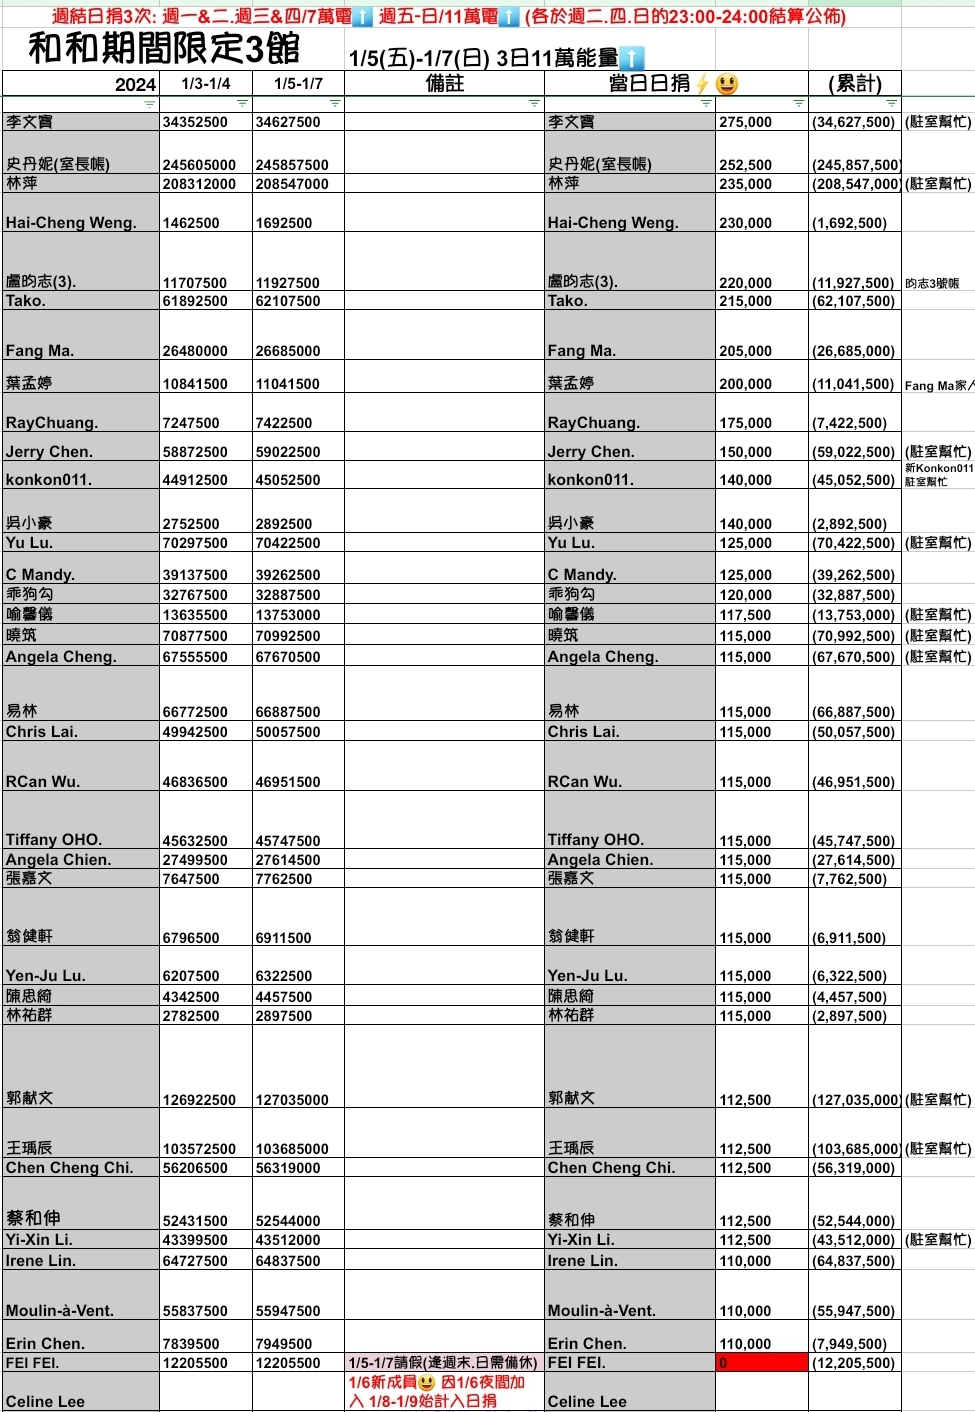 週結日捐3次: 週一&二.週三&四/7萬電⬆️ 週五-日/11萬電⬆️ (各於週二.四.日的23:00-24:00結算公佈)
和和期間限定3館 1/5(五)-1/7(日) 3日11萬能量⬆️
2024 1/3-1/4 1/5-1/7 備註 當日日捐⚡😃 (累計)
李文寶 34352500 34627500 李文寶 275,000 (34,627,500) (駐室幫忙)
史丹妮(室長帳) 245605000 245857500 史丹妮(室長帳) 252,500 (245,857,500)
林萍 208312000 208547000 林萍 235,000 (208,547,000) (駐室幫忙)
Hai-Cheng Weng. 1462500 1692500 Hai-Cheng Weng. 230,000 (1,692,500)
盧昀志(3). 11707500 11927500 盧昀志(3). 220,000 (11,927,500) 昀志3號帳
Tako. 61892500 62107500 Tako. 215,000 (62,107,500)
Fang Ma. 26480000 26685000 Fang Ma. 205,000 (26,685,000)
葉孟婷 10841500 11041500 葉孟婷 200,000 (11,041,500) Fang Ma家人
RayChuang. 7247500 7422500 RayChuang. 175,000 (7,422,500)
Jerry Chen. 58872500 59022500 Jerry Chen. 150,000 (59,022,500) (駐室幫忙)
konkon011. 44912500 45052500 konkon011. 140,000 (45,052,500) 新Konkon011
駐室幫忙
吳小豪 2752500 2892500 吳小豪 140,000 (2,892,500)
Yu Lu. 70297500 70422500 Yu Lu. 125,000 (70,422,500) (駐室幫忙)
C Mandy. 39137500 39262500 C Mandy. 125,000 (39,262,500)
乖狗勾 32767500 32887500 乖狗勾 120,000 (32,887,500)
喻馨儀 13635500 13753000 喻馨儀 117,500 (13,753,000) (駐室幫忙)
曉筑 70877500 70992500 曉筑 115,000 (70,992,500) (駐室幫忙)
Angela Cheng. 67555500 67670500 Angela Cheng. 115,000 (67,670,500) (駐室幫忙)
易林 66772500 66887500 易林 115,000 (66,887,500)
Chris Lai. 49942500 50057500 Chris Lai. 115,000 (50,057,500)
RCan Wu. 46836500 46951500 RCan Wu. 115,000 (46,951,500)
Tiffany OHO. 45632500 45747500 Tiffany OHO. 115,000 (45,747,500)
Angela Chien. 27499500 27614500 Angela Chien. 115,000 (27,614,500)
張嘉文 7647500 7762500 張嘉文 115,000 (7,762,500)
翁健軒 6796500 6911500 翁健軒 115,000 (6,911,500)
Yen-Ju Lu. 6207500 6322500 Yen-Ju Lu. 115,000 (6,322,500)
陳思綺 4342500 4457500 陳思綺 115,000 (4,457,500)
林祐群 2782500 2897500 林祐群 115,000 (2,897,500)
郭献文 126922500 127035000 郭献文 112,500 (127,035,000) (駐室幫忙)
王瑀辰 103572500 103685000 王瑀辰 112,500 (103,685,000) (駐室幫忙)
Chen Cheng Chi. 56206500 56319000 Chen Cheng Chi. 112,500 (56,319,000)
蔡和伸 52431500 52544000 蔡和伸 112,500 (52,544,000)
Yi-Xin Li. 43399500 43512000 Yi-Xin Li. 112,500 (43,512,000) (駐室幫忙)
Irene Lin. 64727500 64837500 Irene Lin. 110,000 (64,837,500)
Moulin-à-Vent. 55837500 55947500 Moulin-à-Vent. 110,000 (55,947,500)
Erin Chen. 7839500 7949500 Erin Chen. 110,000 (7,949,500)
FEI FEI. 12205500 12205500 1/5-1/7請假(逢週末.日需備休) FEI FEI. 0 (12,205,500)
1/6新成員😃 因1/6夜間加
入 1/8-1/9始計入日捐
Celine Lee Celine Lee